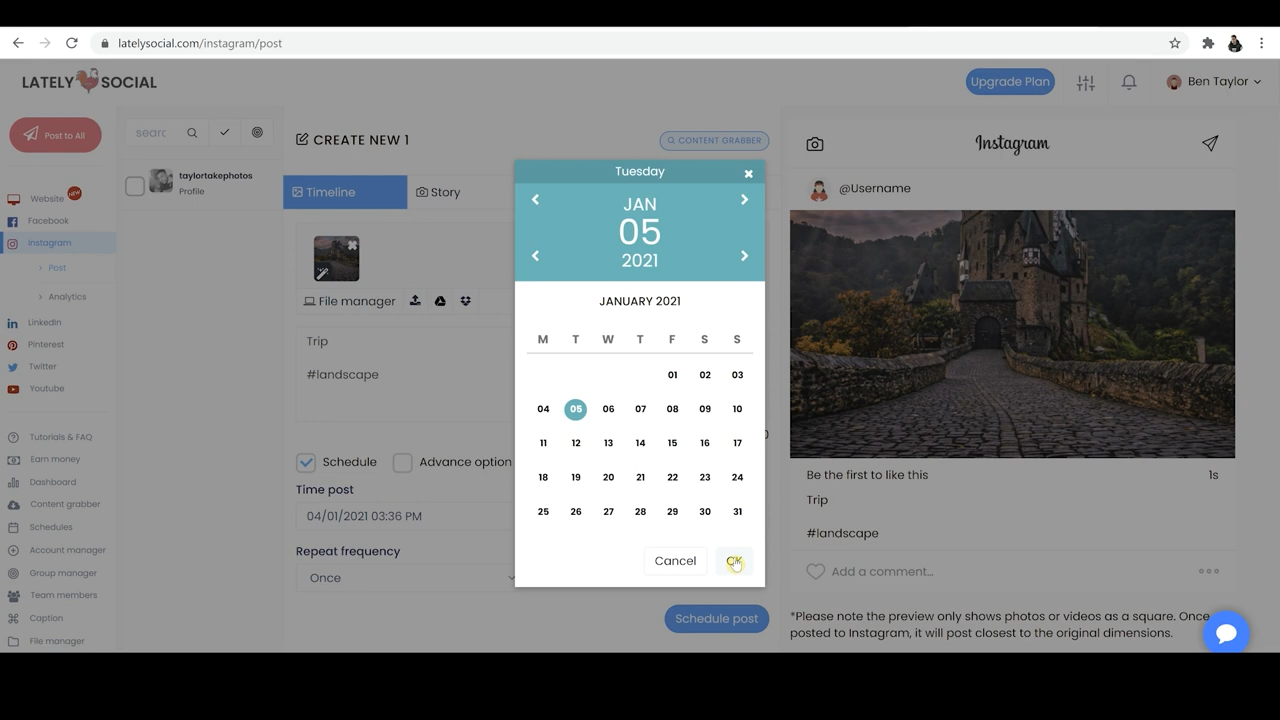 latelysocial.com/instagram/post
LATELY SOCIAL
Upgrade Plan
Ben Taylor
Post to All
searc
CREATE NEW 1
CONTENT GRABBER
Instagram
taylortakephotos
Profile
Timeline
Story
@Username
Website
NEW
Facebook
Instagram
Post
Analytics
LinkedIn
Pinterest
Twitter
Youtube
Tutorials & FAQ
Earn money
Dashboard
Content grabber
Schedules
Account manager
Group manager
Team members
Caption
File manager
File manager
Trip
#landscape
0
Schedule
Advance option
Time post
04/01/2021 03:36 PM
Repeat frequency
Once
Schedule post
Tuesday
JAN
05
2021
JANUARY 2021
M T W T F S S
01 02 03
04 05 06 07 08 09 10
11 12 13 14 15 16 17
18 19 20 21 22 23 24
25 26 27 28 29 30 31
Cancel
OK
Be the first to like this
1s
Trip
#landscape
Add a comment...
*Please note the preview only shows photos or videos as a square. Once
posted to Instagram, it will post closest to the original dimensions.